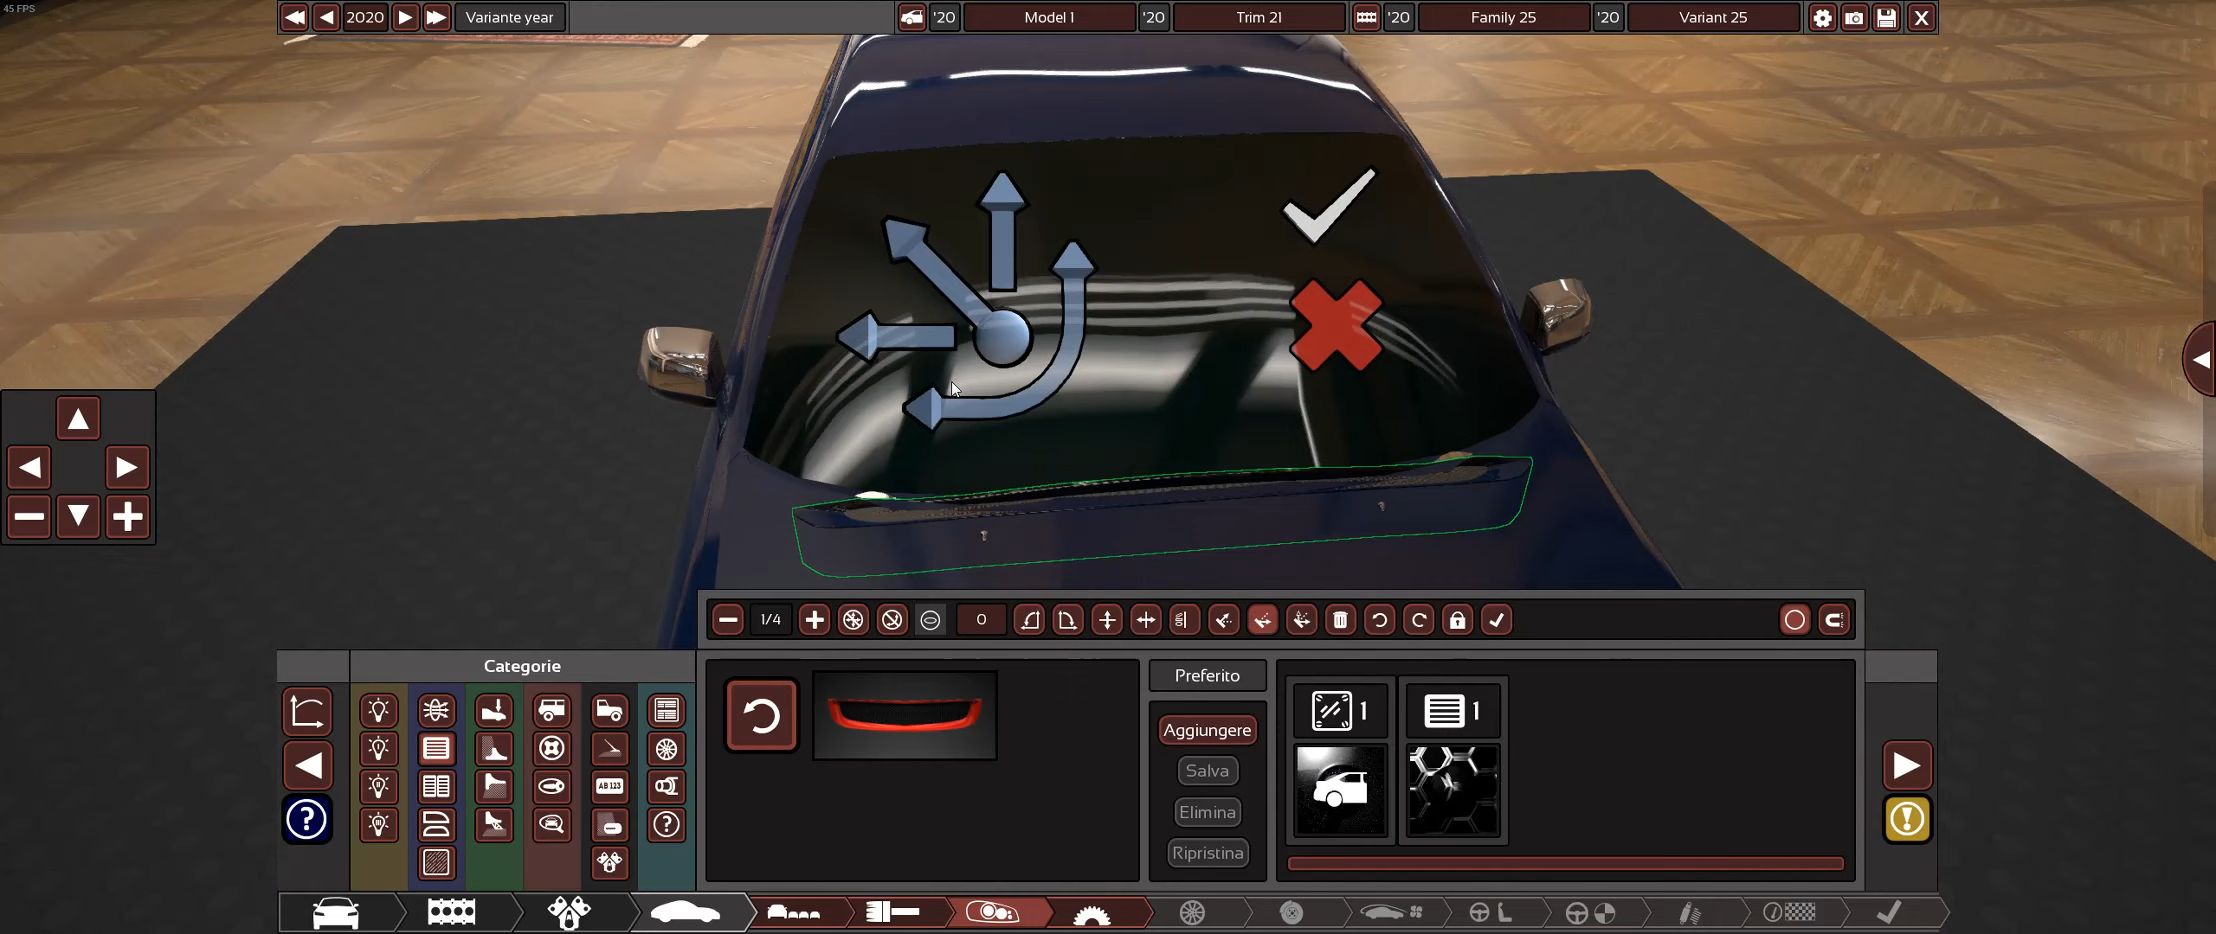 45 FPS
2020 Variante year '20 Model 1 '20 Trim 21 '20 Family 25 '20 Variant 25 X
1/4 0
Categorie
Preferito
1 1
Aggiungere
Salva
AB 123
Elimina
? ?
Ripristina